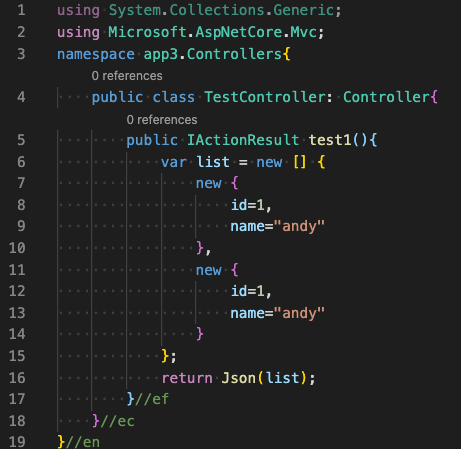 1 using System.Collections.Generic;
2 using Microsoft.AspNetCore.Mvc;
3 namespace app3.Controllers{
0 references
4 public class TestController: Controller{
0 references
5 public IActionResult test1(){
6 var list = new [] {
7 new {
8 id=1,
9 name="andy"
10 },
11 new {
12 id=1,
13 name="andy"
14 }
15 };
16 return Json(list);
17 }//ef
18 }//ec
19 }//en